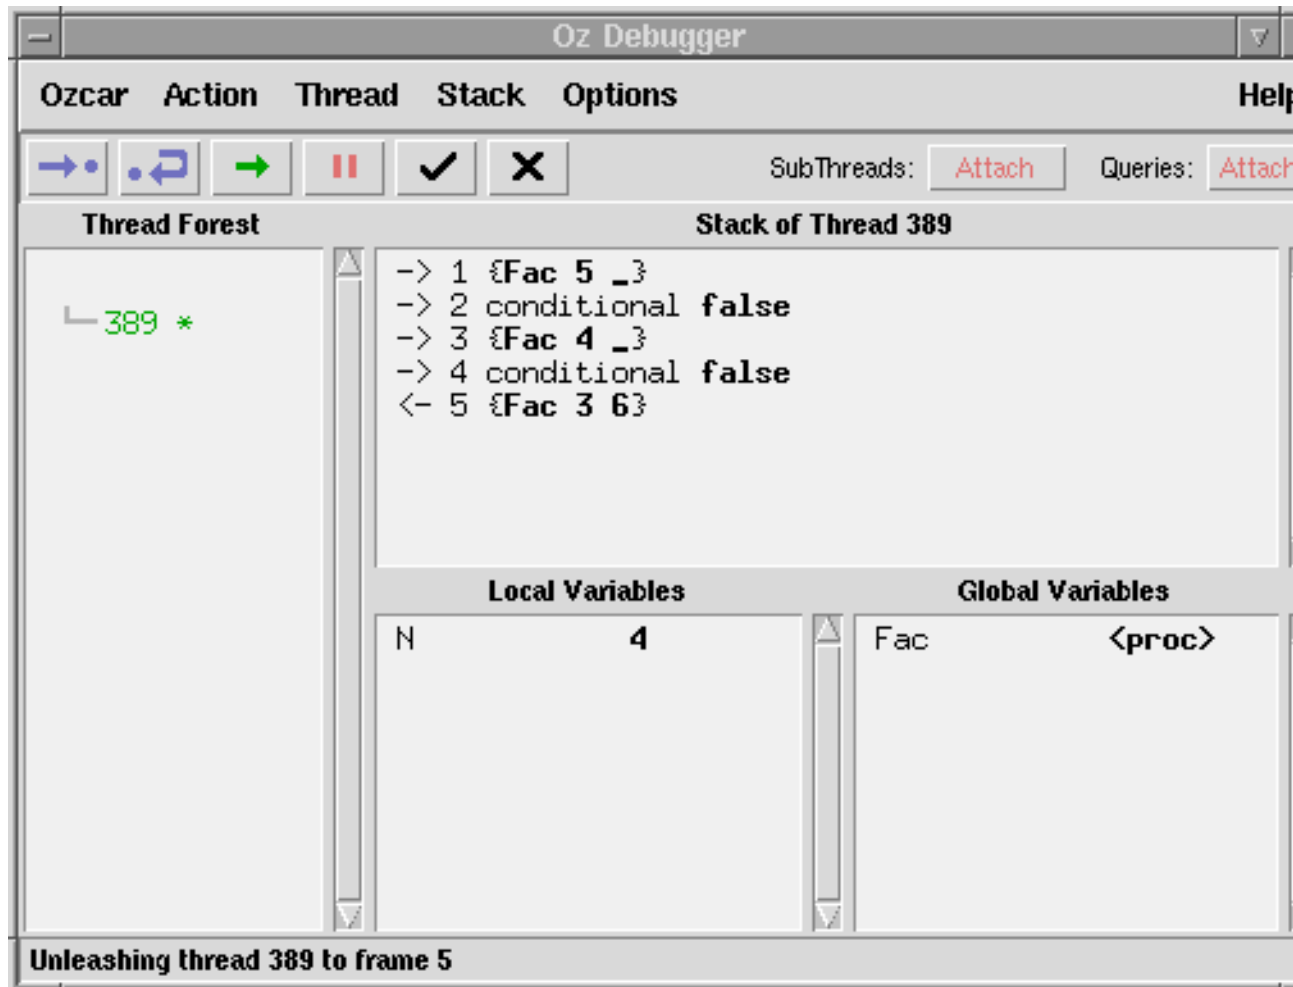 Oz Debugger
Ozcar Action Thread Stack Options Help
SubThreads: Attach Queries: Attach
Thread Forest
389 *
Stack of Thread 389
-> 1 {Fac 5 _}
-> 2 conditional false
-> 3 {Fac 4 _}
-> 4 conditional false
<- 5 {Fac 3 6}
Local Variables
N 4
Global Variables
Fac <proc>
Unleashing thread 389 to frame 5